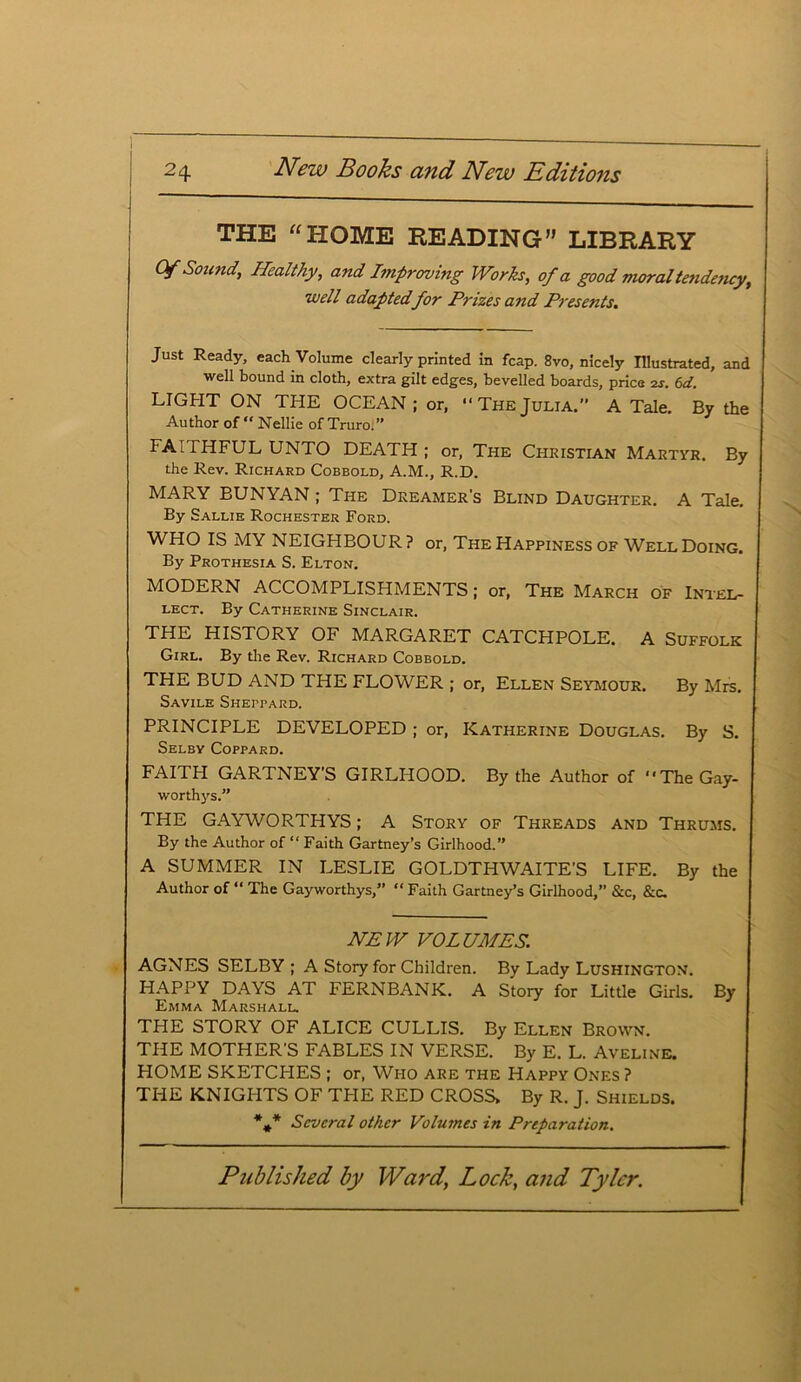 24 New Books and New Editions
THE "HOME READING" LIBRARY
Of Sound, Healthy, and Improving Works, of a good moral tendency,
well adapted for Prizes and Presents.
Just Ready, each Volume clearly printed in fcap. 8vo, nicely Illustrated, and
well bound in cloth, extra gilt edges, bevelled boards, price 2s. 6d.
LIGHT ON THE OCEAN; or, "The Julia." A Tale. By the
Author of "Nellie of Truro."
FAITHFUL UNTO DEATH; or, The Christian Martyr. By
the Rev. Richard Cobbold, A.M., R.D.
MARY BUNYAN; The Dreamer's Blind Daughter. A Tale.
By Sallie Rochester Ford.
WHO IS MY NEIGHBOUR? or, The Happiness of Well Doing.
By Prothesia S. Elton.
MODERN ACCOMPLISHMENTS; or, The March of Intel-
lect. By Catherine Sinclair.
THE HISTORY OF MARGARET CATCHPOLE. A Suffolk
Girl. By the Rev. Richard Cobbold.
THE BUD AND THE FLOWER; or, Ellen Seymour. By Mrs.
Savile Sheppard.
PRINCIPLE DEVELOPED; or, Katherine Douglas. By S.
Selby Coppard.
FAITH GARTNEY'S GIRLHOOD. By the Author of "The Gay-
worthys."
THE GAYWORTHYS; A Story of Threads and Thrums.
By the Author of "Faith Gartney's Girlhood."
A SUMMER IN LESLIE GOLDTHWAITE'S LIFE. By the
Author of "The Gayworthys," "Faith Gartney's Girlhood," &c, &c.
NEW VOLUMES.
AGNES SELBY; A Story for Children. By Lady Lushington.
HAPPY DAYS AT FERNBANK. A Story for Little Girls. By
Emma Marshall.
THE STORY OF ALICE CULLIS. By Ellen Brown.
THE MOTHER'S FABLES IN VERSE. By E. L. Aveline.
HOME SKETCHES; or, Who are the Happy Ones?
THE KNIGHTS OF THE RED CROSS. By R. J. Shields.
*** Several other Volumes in Preparation.
Published by Ward, Lock, and Tyler.